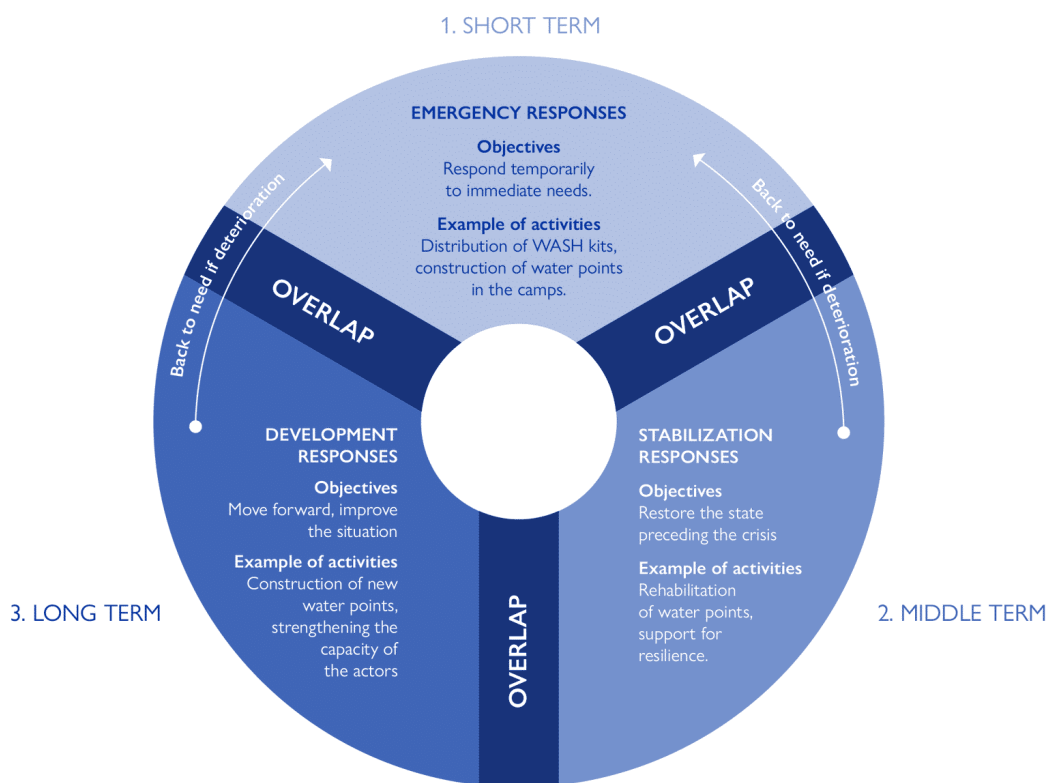 1. SHORT TERM
EMERGENCY RESPONSES
Objectives
Respond temporarily
to immediate needs.
Example of activities
Distribution of WASH kits,
construction of water points
in the camps.
Back to need if deterioration
Back to need if deterioration
OVERLAP
OVERLAP
DEVELOPMENT
RESPONSES
Objectives
Move forward, improve
the situation
Example of activities
Construction of new
water points,
strengthening the
capacity of
the actors
STABILIZATION
RESPONSES
Objectives
Restore the state
preceding the crisis
Example of activities
Rehabilitation
of water points,
support for
resilience.
OVERLAP
3. LONG TERM
2. MIDDLE TERM